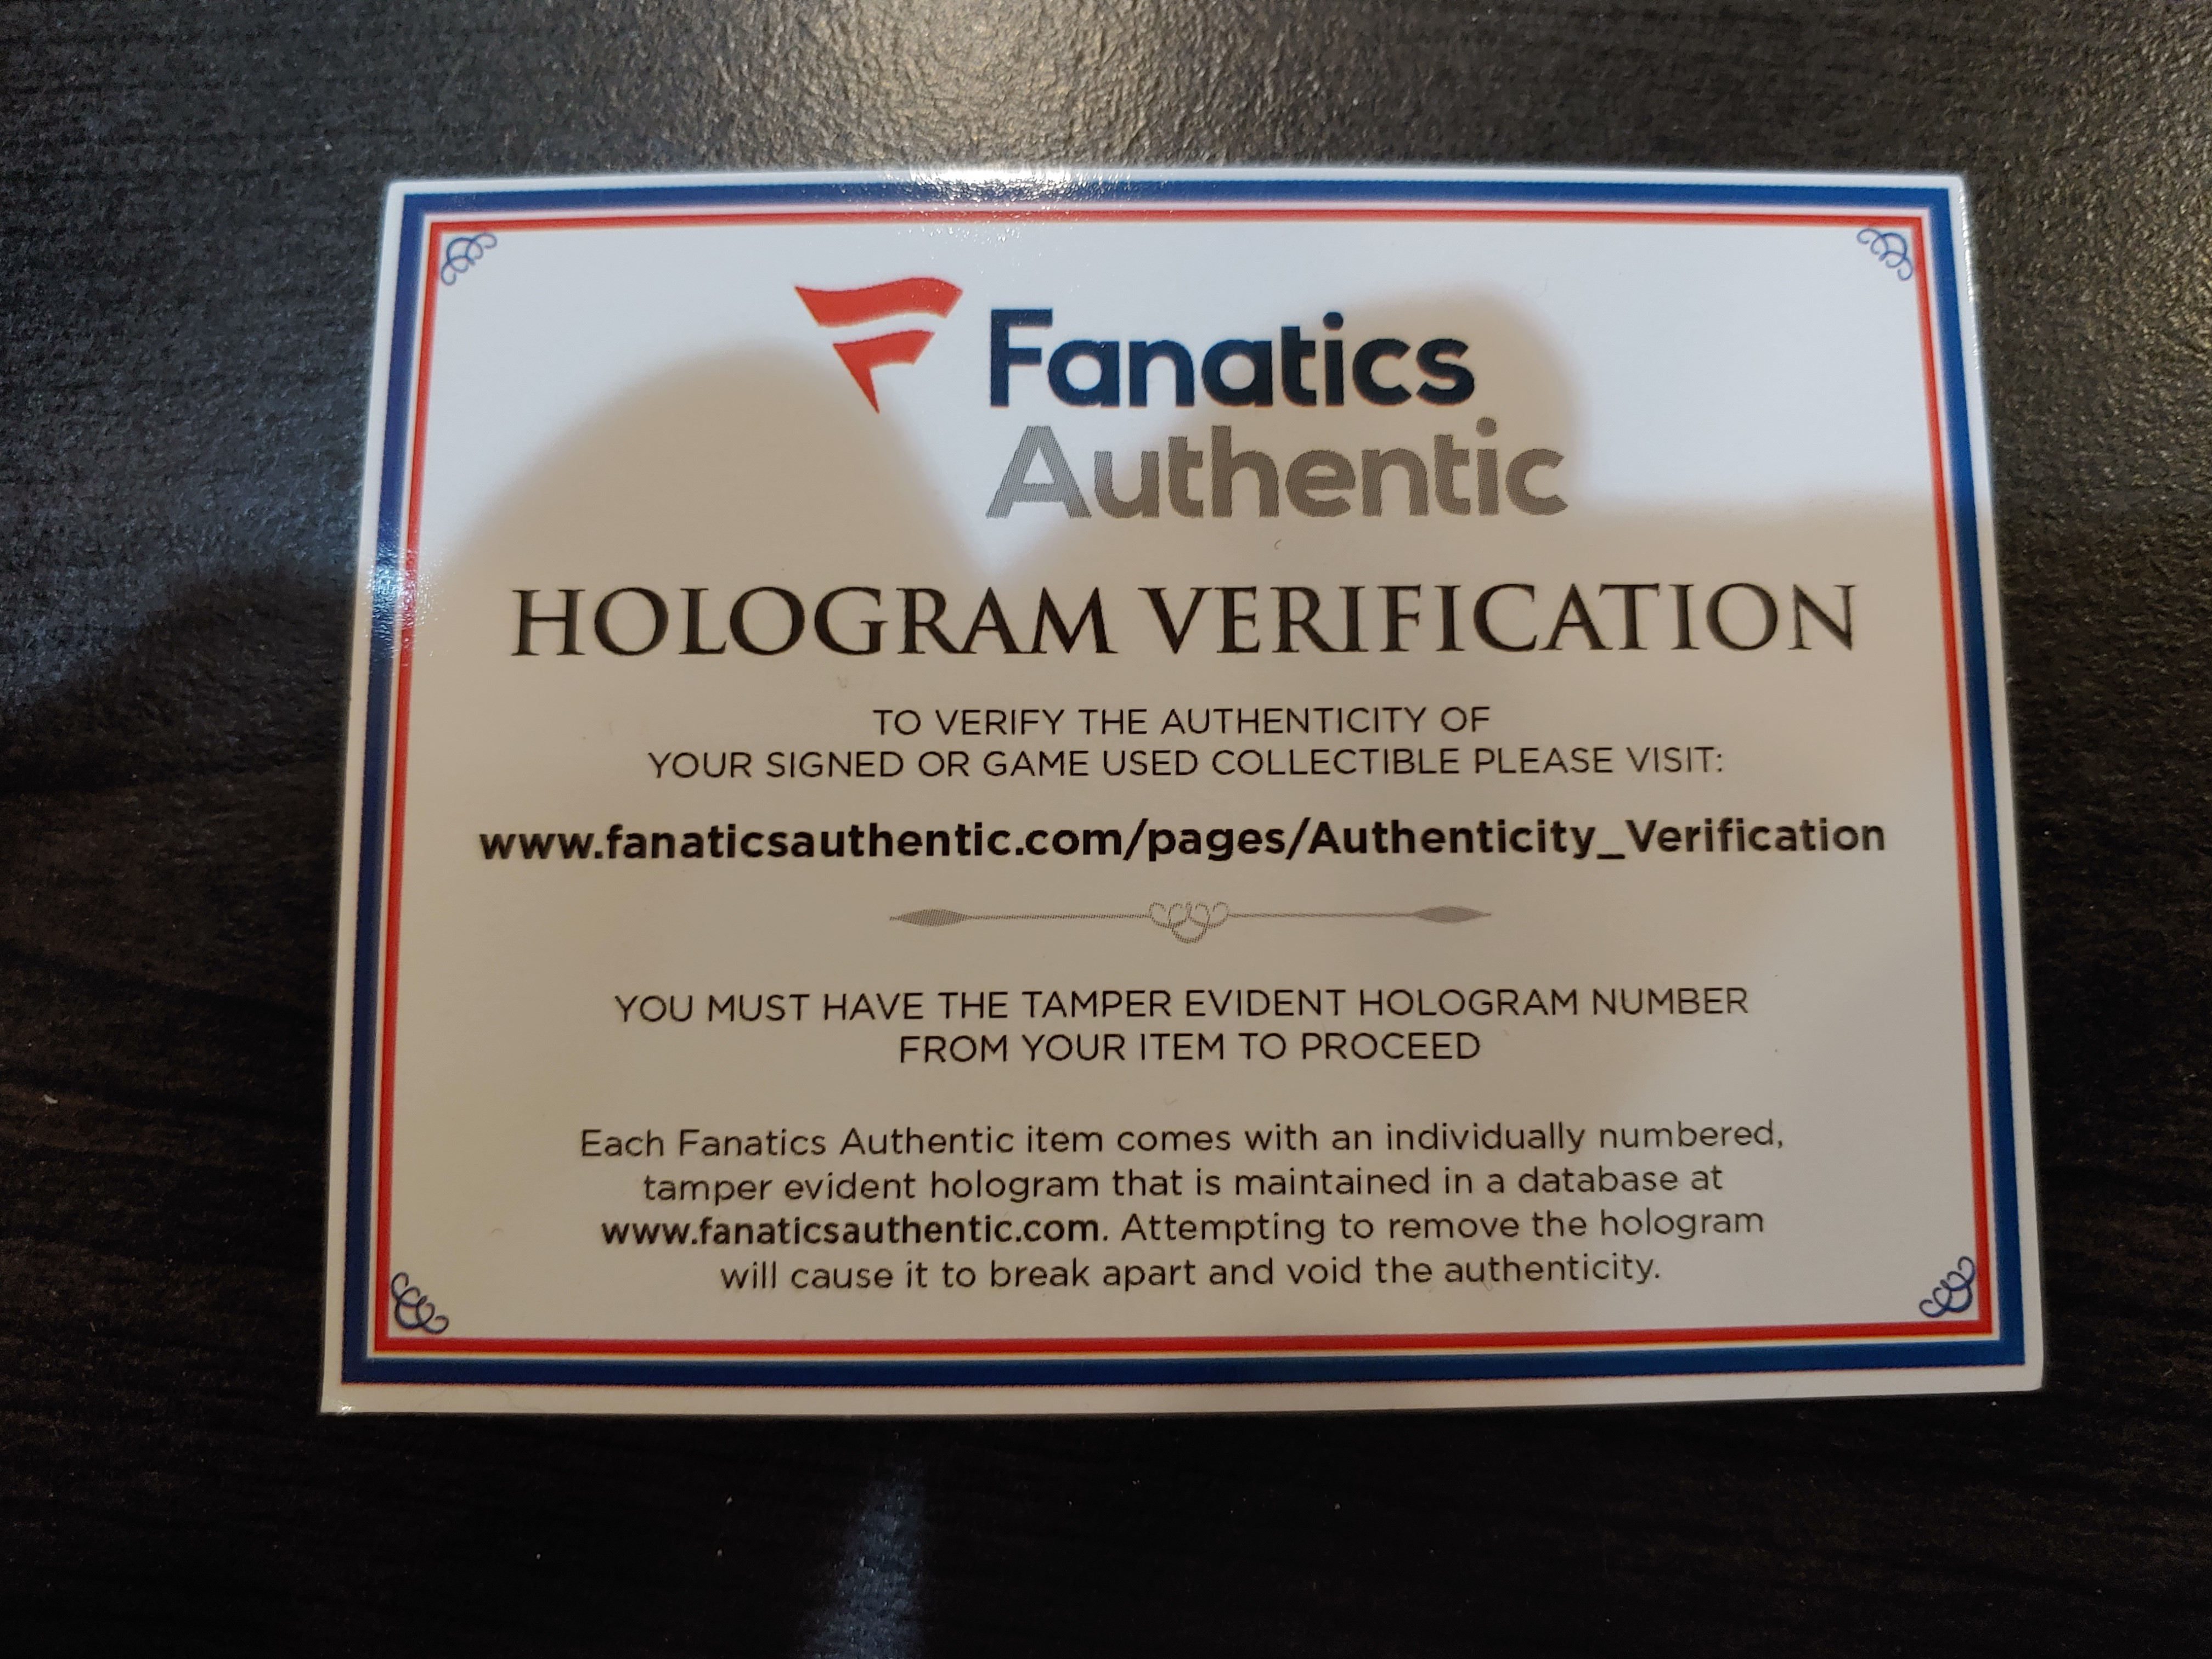 Fanatics
Authentic
HOLOGRAM VERIFICATION
TO VERIFY THE AUTHENTICITY OF
YOUR SIGNED OR GAME USED COLLECTIBLE PLEASE VISIT:
www.fanaticsauthentic.com/pages/Authenticity_Verification
YOU MUST HAVE THE TAMPER EVIDENT HOLOGRAM NUMBER
FROM YOUR ITEM TO PROCEED
Each Fanatics Authentic item comes with an individually numbered,
tamper evident hologram that is maintained in a database at
www.fanaticsauthentic.com. Attempting to remove the hologram
will cause it to break apart and void the authenticity.